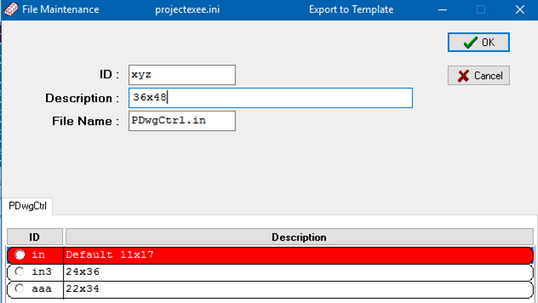 File Maintenance projectexee.ini Export to Template
OK
ID : xyz
Cancel
Description : 36x48
File Name : PDwgCtrl.in
PDwgCtrl
ID Description
in Default 11x17
in3 24x36
aaa 22x34